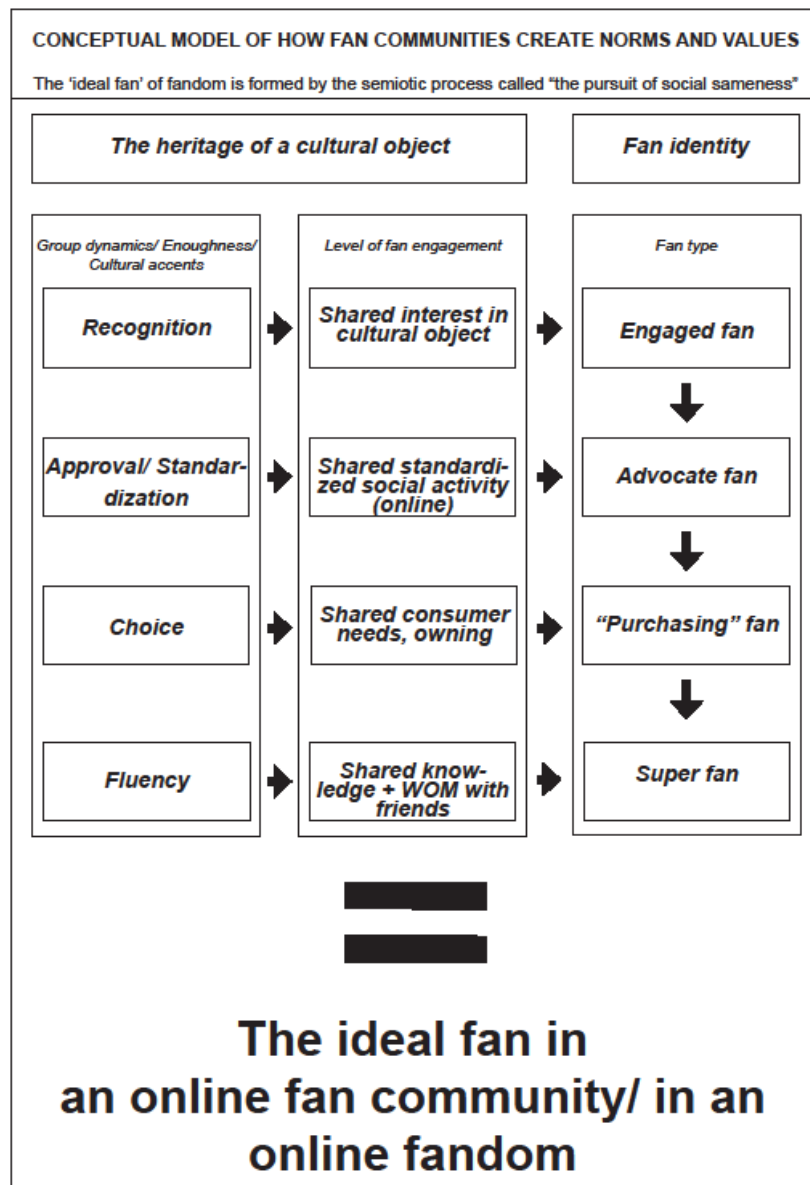 CONCEPTUAL MODEL OF HOW FAN COMMUNITIES CREATE NORMS AND VALUES
The ‘ideal fan’ of fandom is formed by the semiotic process called “the pursuit of social sameness”
The heritage of a cultural object
Fan identity
Group dynamics/ Enoughness/
Cultural accents
Level of fan engagement
Fan type
Recognition
Shared interest in
cultural object
Engaged fan
Approval/ Standar-
dization
Shared standardi-
zed social activity
(online)
Advocate fan
Choice
Shared consumer
needs, owning
“Purchasing” fan
Fluency
Shared know-
ledge + WOM with
friends
Super fan
The ideal fan in
an online fan community/ in an
online fandom